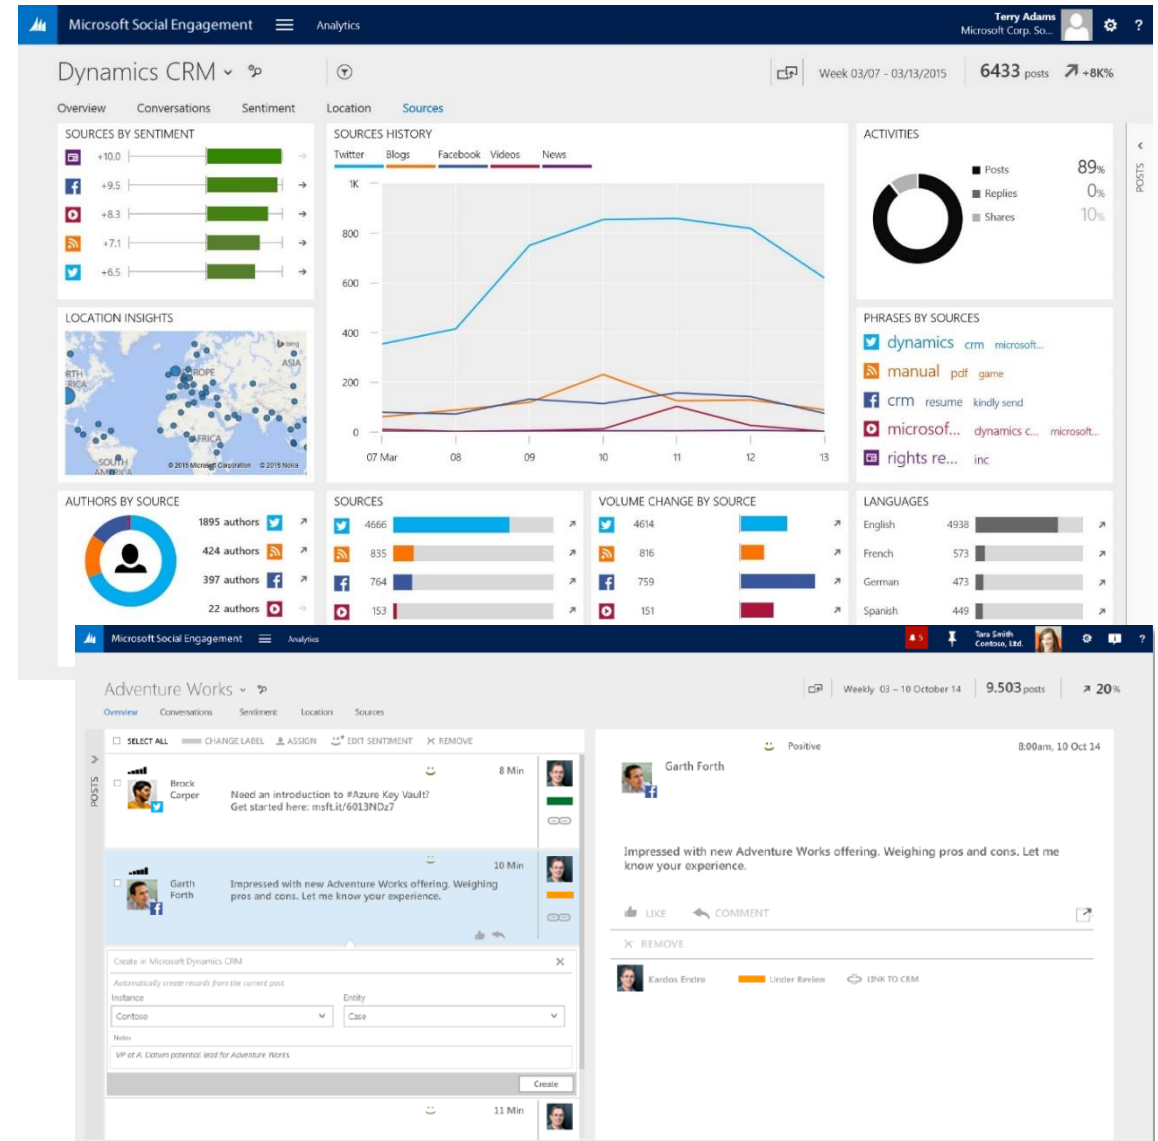 Microsoft Social Engagement Analytics
Terry Adams
Microsoft Corp. So...
?
Dynamics CRM
Week 03/07 - 03/13/2015 6433 posts +8K%
Overview Conversations Sentiment Location Sources
SOURCES BY SENTIMENT
+10.0
+9.5
+8.3
+7.1
+6.5
SOURCES HISTORY
Twitter Blogs Facebook Videos News
1K
800
600
400
200
0
07 Mar 08 09 10 11 12 13
ACTIVITIES
Posts 89%
Replies 0%
Shares 10%
POSTS
LOCATION INSIGHTS
bing
ASIA
EUROPE
RTH
RICA
AFRICA
SOUTH
AMERICA
© 2015 Microsoft Corporation © 2015 Nokia
PHRASES BY SOURCES
dynamics crm microsoft...
manual pdf game
crm resume kindly send
microsof... dynamics c... microsoft...
rights re... inc
AUTHORS BY SOURCE
1895 authors
424 authors
397 authors
22 authors
SOURCES
4666
835
764
153
VOLUME CHANGE BY SOURCE
4614
816
759
151
LANGUAGES
English 4938
French 573
German 473
Spanish 449
Microsoft Social Engagement Analytics
5
Tara Smith
Contoso, Ltd.
?
Adventure Works
Weekly 03 – 10 October 14 9.503 posts 20%
Overview Conversations Sentiment Location Sources
POSTS
SELECT ALL CHANGE LABEL ASSIGN EDIT SENTIMENT REMOVE
8 Min
Brock
Carper
Need an introduction to #Azure Key Vault?
Get started here: msft.it/6013NDz7
10 Min
Garth
Forth
Impressed with new Adventure Works offering. Weighing
pros and cons. Let me know your experience.
Create in Microsoft Dynamics CRM
Automatically create records from the current post
Instance Entity
Contoso Case
Notes
VP at A. Datum potential lead for Adventure Works
Create
11 Min
Positive 8:00am, 10 Oct 14
Garth Forth
Impressed with new Adventure Works offering. Weighing pros and cons. Let me
know your experience.
LIKE COMMENT
REMOVE
Kardos Endre Under Review LINK TO CRM